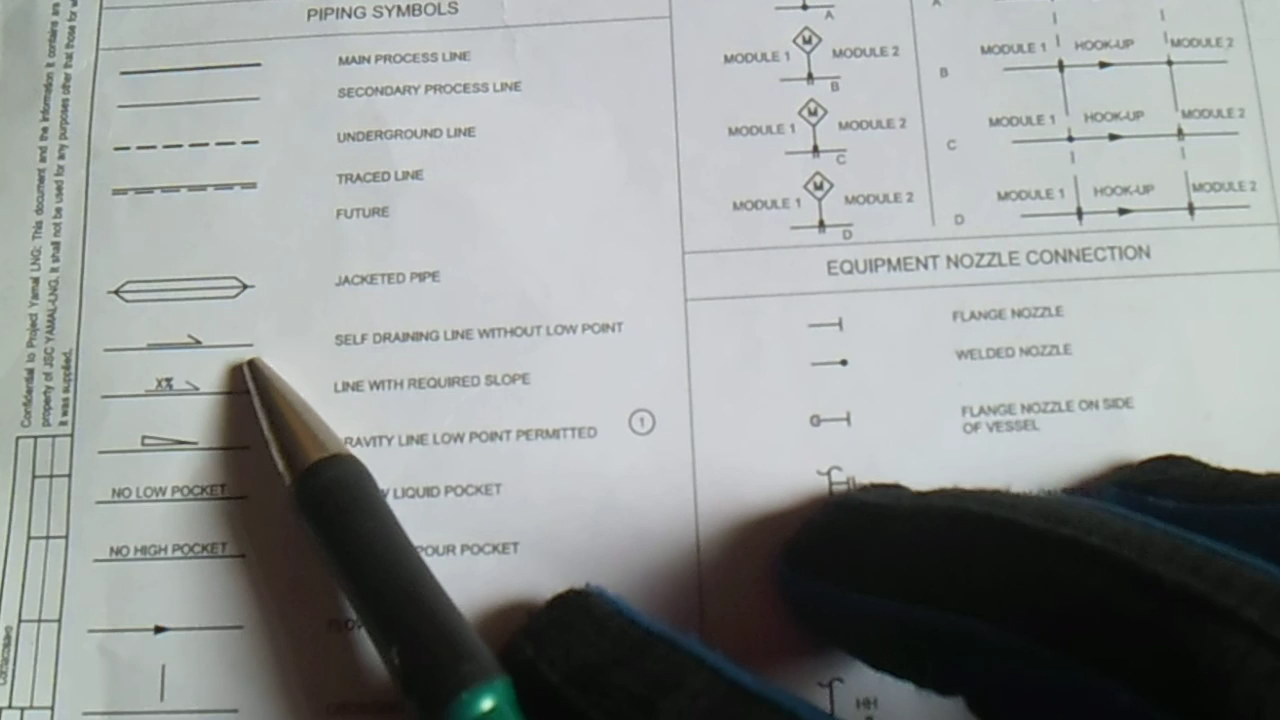 Confidential to Project Yamal LNG: This document and the information it contains are
property of JSC YAMAL-LNG. It shall not be used for any purposes other that those for
it was supplied.
PIPING SYMBOLS
MAIN PROCESS LINE
SECONDARY PROCESS LINE
UNDERGROUND LINE
TRACED LINE
FUTURE
JACKETED PIPE
SELF DRAINING LINE WITHOUT LOW POINT
X% LINE WITH REQUIRED SLOPE
RAVITY LINE LOW POINT PERMITTED 1
NO LOW POCKET LIQUID POCKET
NO HIGH POCKET POUR POCKET
A
MODULE 1 M MODULE 2
B
MODULE 1 M MODULE 2
C
MODULE 1 M MODULE 2
D
A
MODULE 1 HOOK-UP MODULE 2
B
MODULE 1 HOOK-UP MODULE 2
C
MODULE 1 HOOK-UP MODULE 2
D
EQUIPMENT NOZZLE CONNECTION
FLANGE NOZZLE
WELDED NOZZLE
FLANGE NOZZLE ON SIDE
OF VESSEL
HH